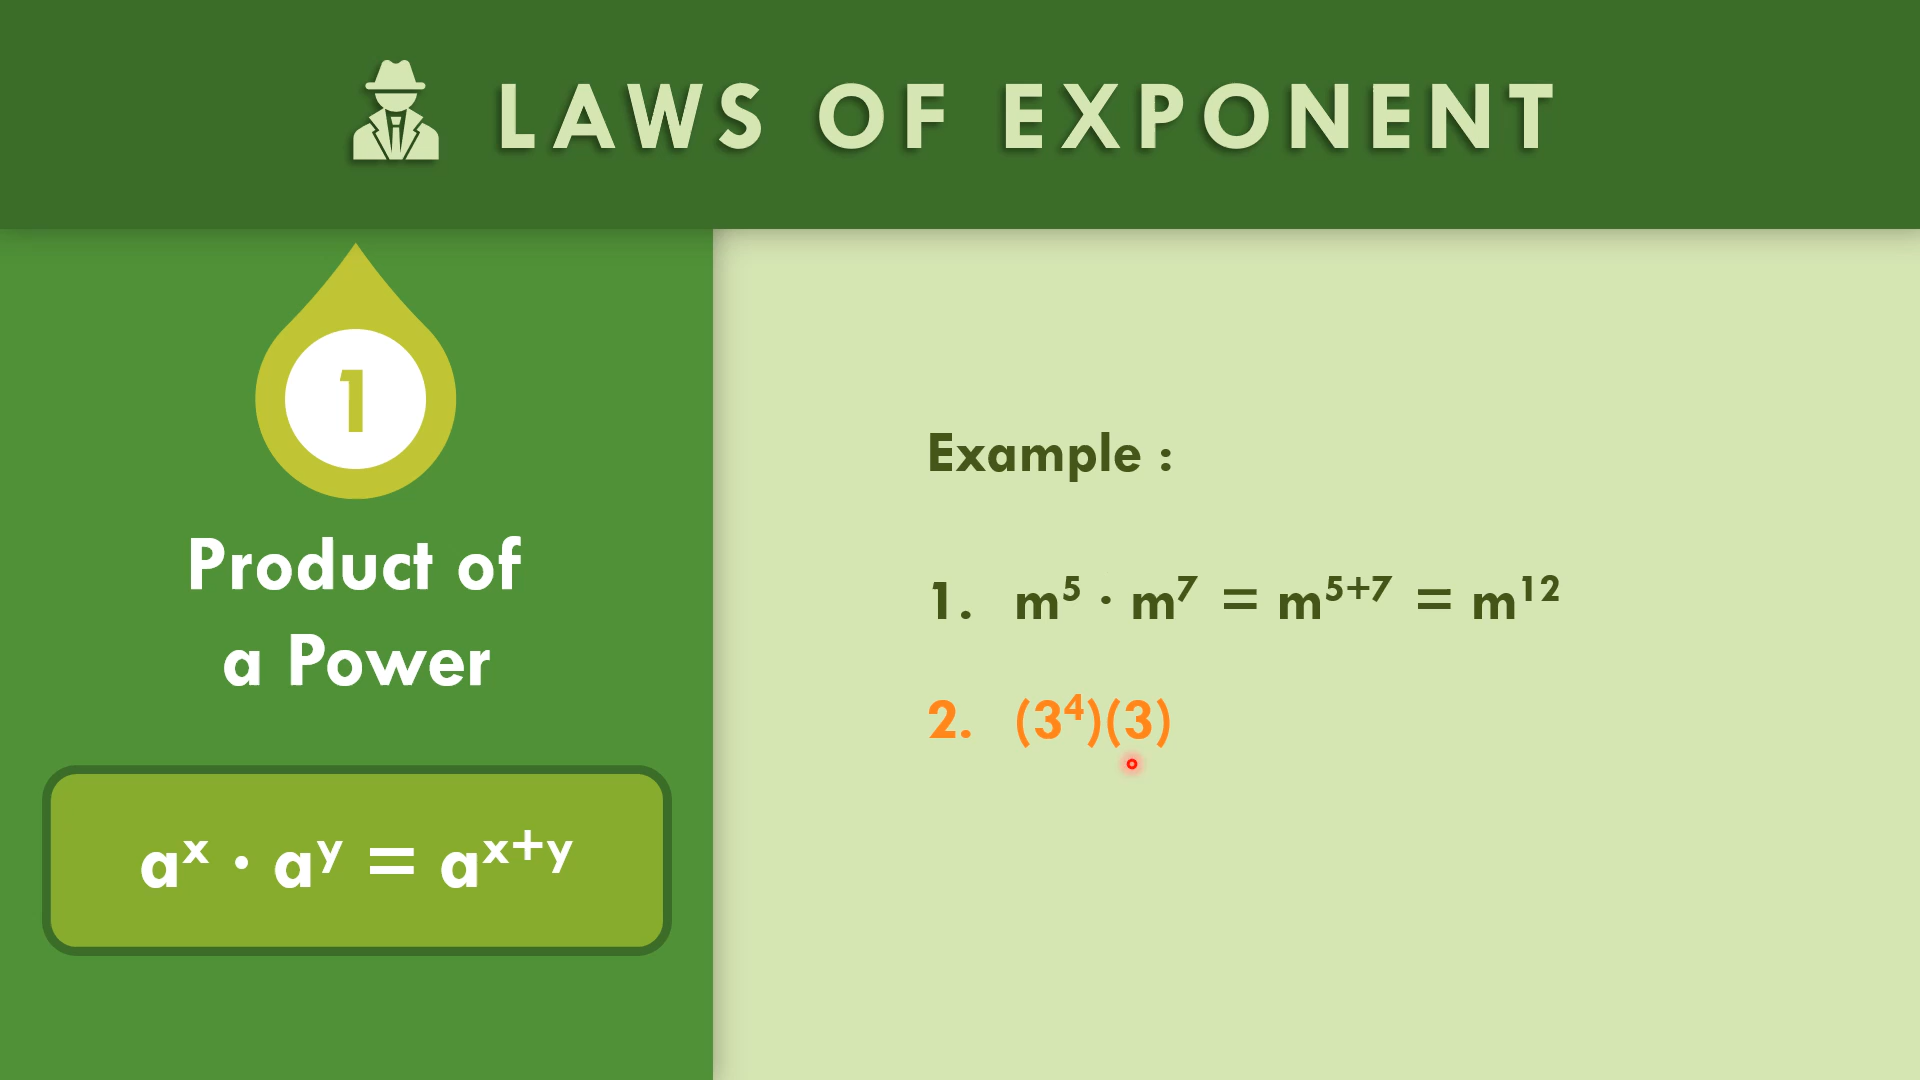 LAWS OF EXPONENT
1
Product of
a Power
aˣ · aʸ = aˣ⁺ʸ
Example :
1. m⁵ · m⁷ = m⁵⁺⁷ = m¹²
2. (3⁴)(3)